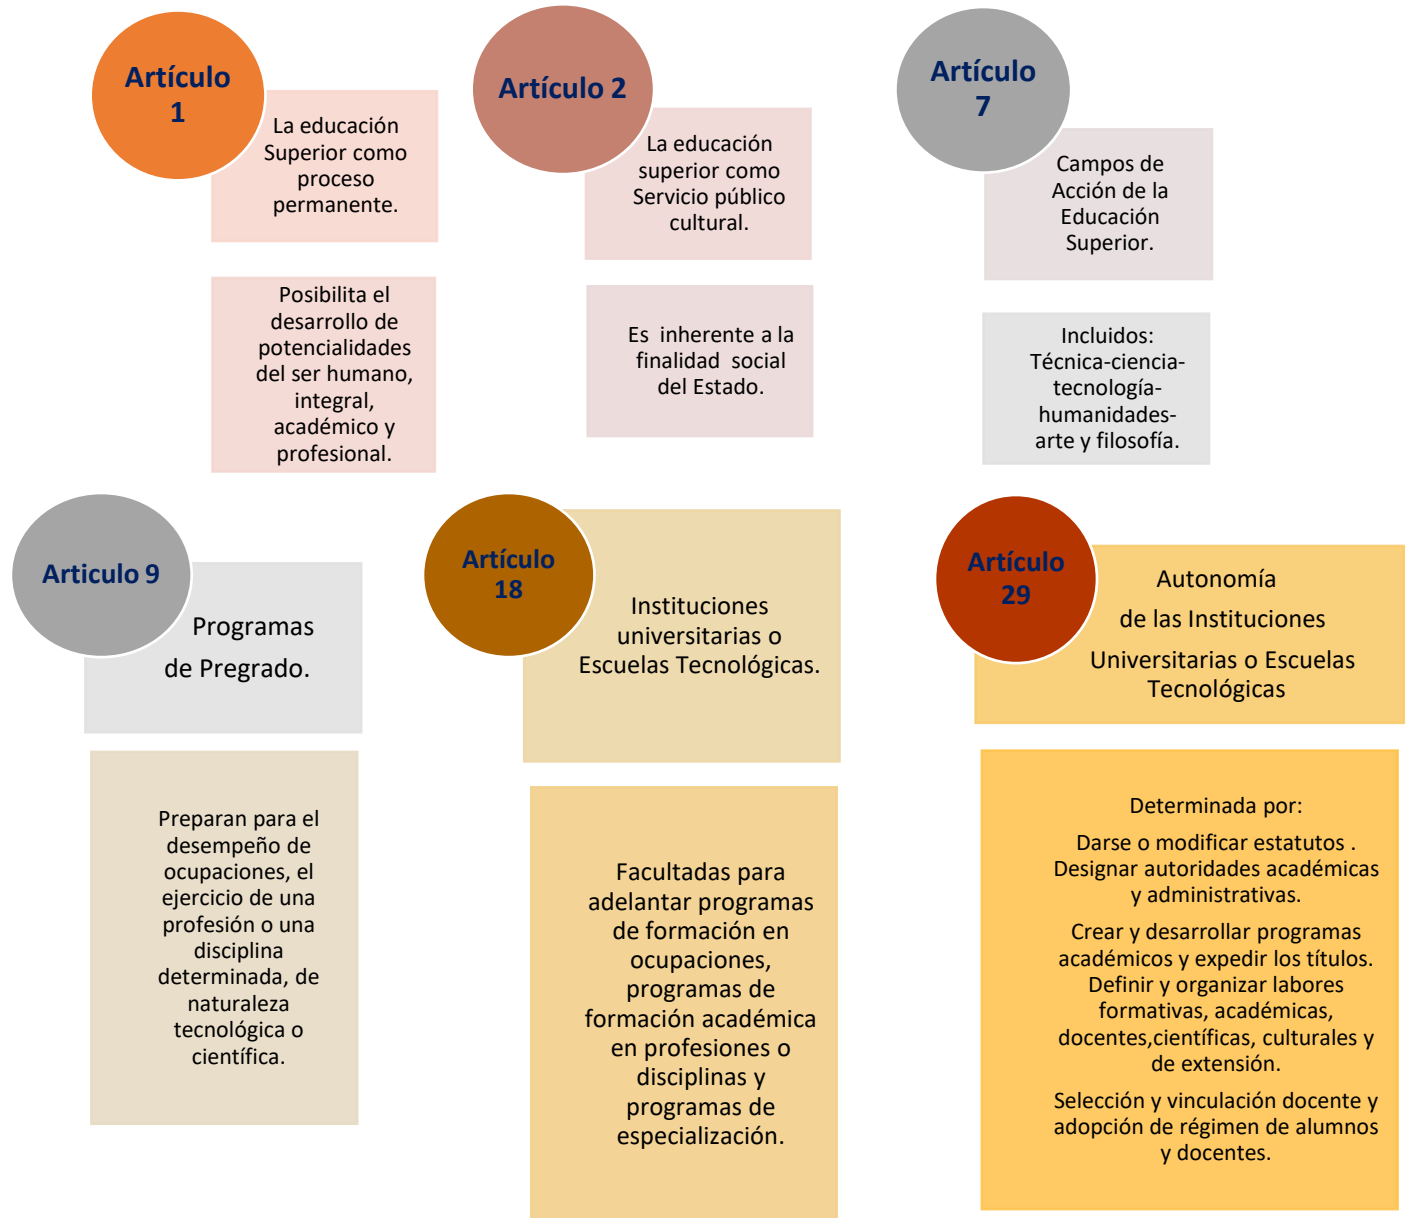 Artículo
1
La educación
Superior como
proceso
permanente.
Posibilita el
desarrollo de
potencialidades
del ser humano,
integral,
académico y
profesional.
Artículo 2
La educación
superior como
Servicio público
cultural.
Es inherente a la
finalidad social
del Estado.
Artículo
7
Campos de
Acción de la
Educación
Superior.
Incluidos:
Técnica-ciencia-
tecnología-
humanidades-
arte y filosofía.
Articulo 9
Programas
de Pregrado.
Preparan para el
desempeño de
ocupaciones, el
ejercicio de una
profesión o una
disciplina
determinada, de
naturaleza
tecnológica o
científica.
Artículo
18
Instituciones
universitarias o
Escuelas Tecnológicas.
Facultadas para
adelantar programas
de formación en
ocupaciones,
programas de
formación académica
en profesiones o
disciplinas y
programas de
especialización.
Artículo
29
Autonomía
de las Instituciones
Universitarias o Escuelas
Tecnológicas
Determinada por:
Darse o modificar estatutos .
Designar autoridades académicas
y administrativas.
Crear y desarrollar programas
académicos y expedir los títulos.
Definir y organizar labores
formativas, académicas,
docentes,científicas, culturales y
de extensión.
Selección y vinculación docente y
adopción de régimen de alumnos
y docentes.